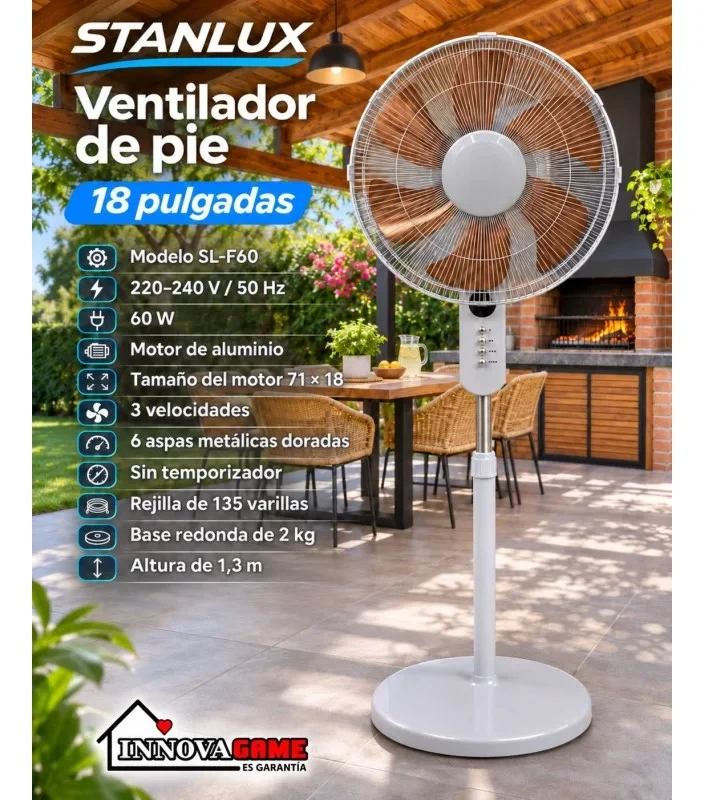 STANLUX
Ventilador
de pie
18 pulgadas
Modelo SL-F60
220-240 V / 50 Hz
60 W
Motor de aluminio
Tamaño del motor 71 × 18
3 velocidades
6 aspas metálicas doradas
Sin temporizador
Rejilla de 135 varillas
Base redonda de 2 kg
Altura de 1,3 m
INNOVAGAME
ES GARANTÍA